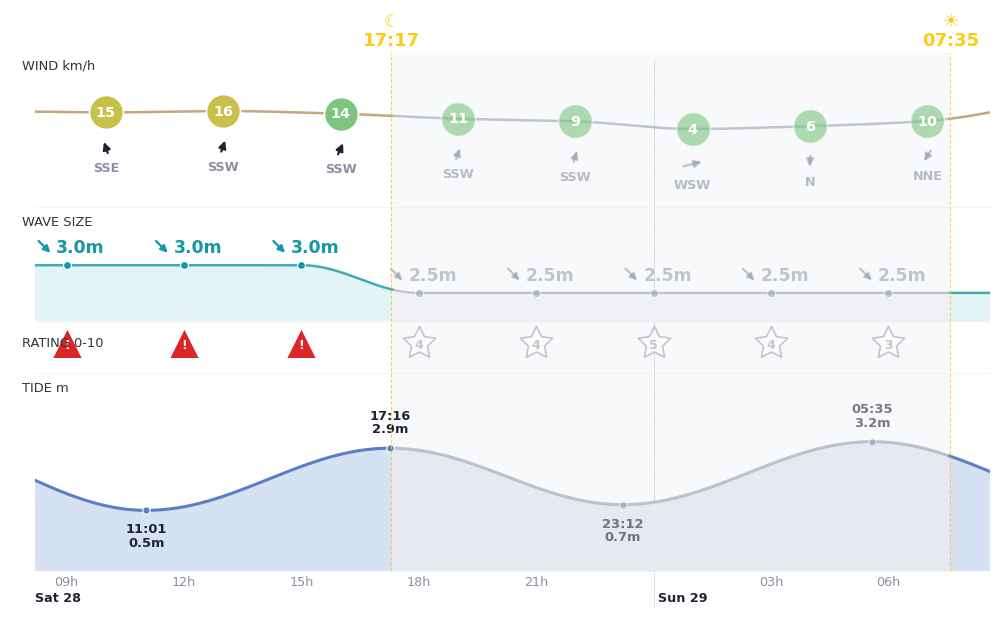 17:17 07:35
WIND km/h
15 16 14 11 9 4 6 10
SSE SSW SSW SSW SSW WSW N NNE
WAVE SIZE
3.0m 3.0m 3.0m 2.5m 2.5m 2.5m 2.5m 2.5m
RATING 0-10
! ! ! 4 4 5 4 3
TIDE m
17:16
2.9m
05:35
3.2m
11:01
0.5m
23:12
0.7m
09h 12h 15h 18h 21h 03h 06h
Sat 28 Sun 29